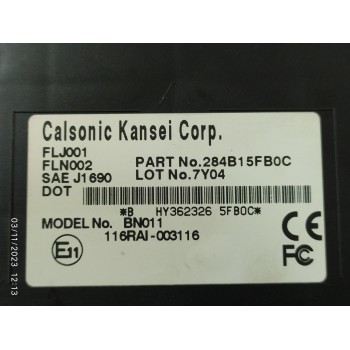 Calsonic Kansei Corp.
FLJ001
FLN002 PART No.284B15FB0C
SAE J1690 LOT No.7Y04
DOT
*B HY362326 5FB0C*
MODEL No. BN011
116RAI-003116
E11
CE
FC
03/11/2023 12:13